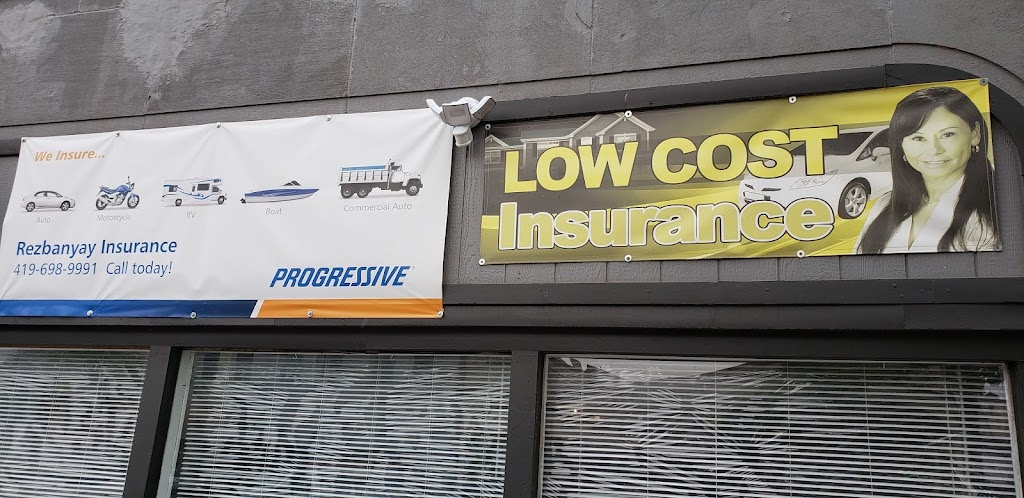 We Insure...
Auto
Motorcycle
RV
Boat
Commercial Auto
Rezbanyay Insurance
419-698-9991 Call today!
PROGRESSIVE
LOW COST
Insurance